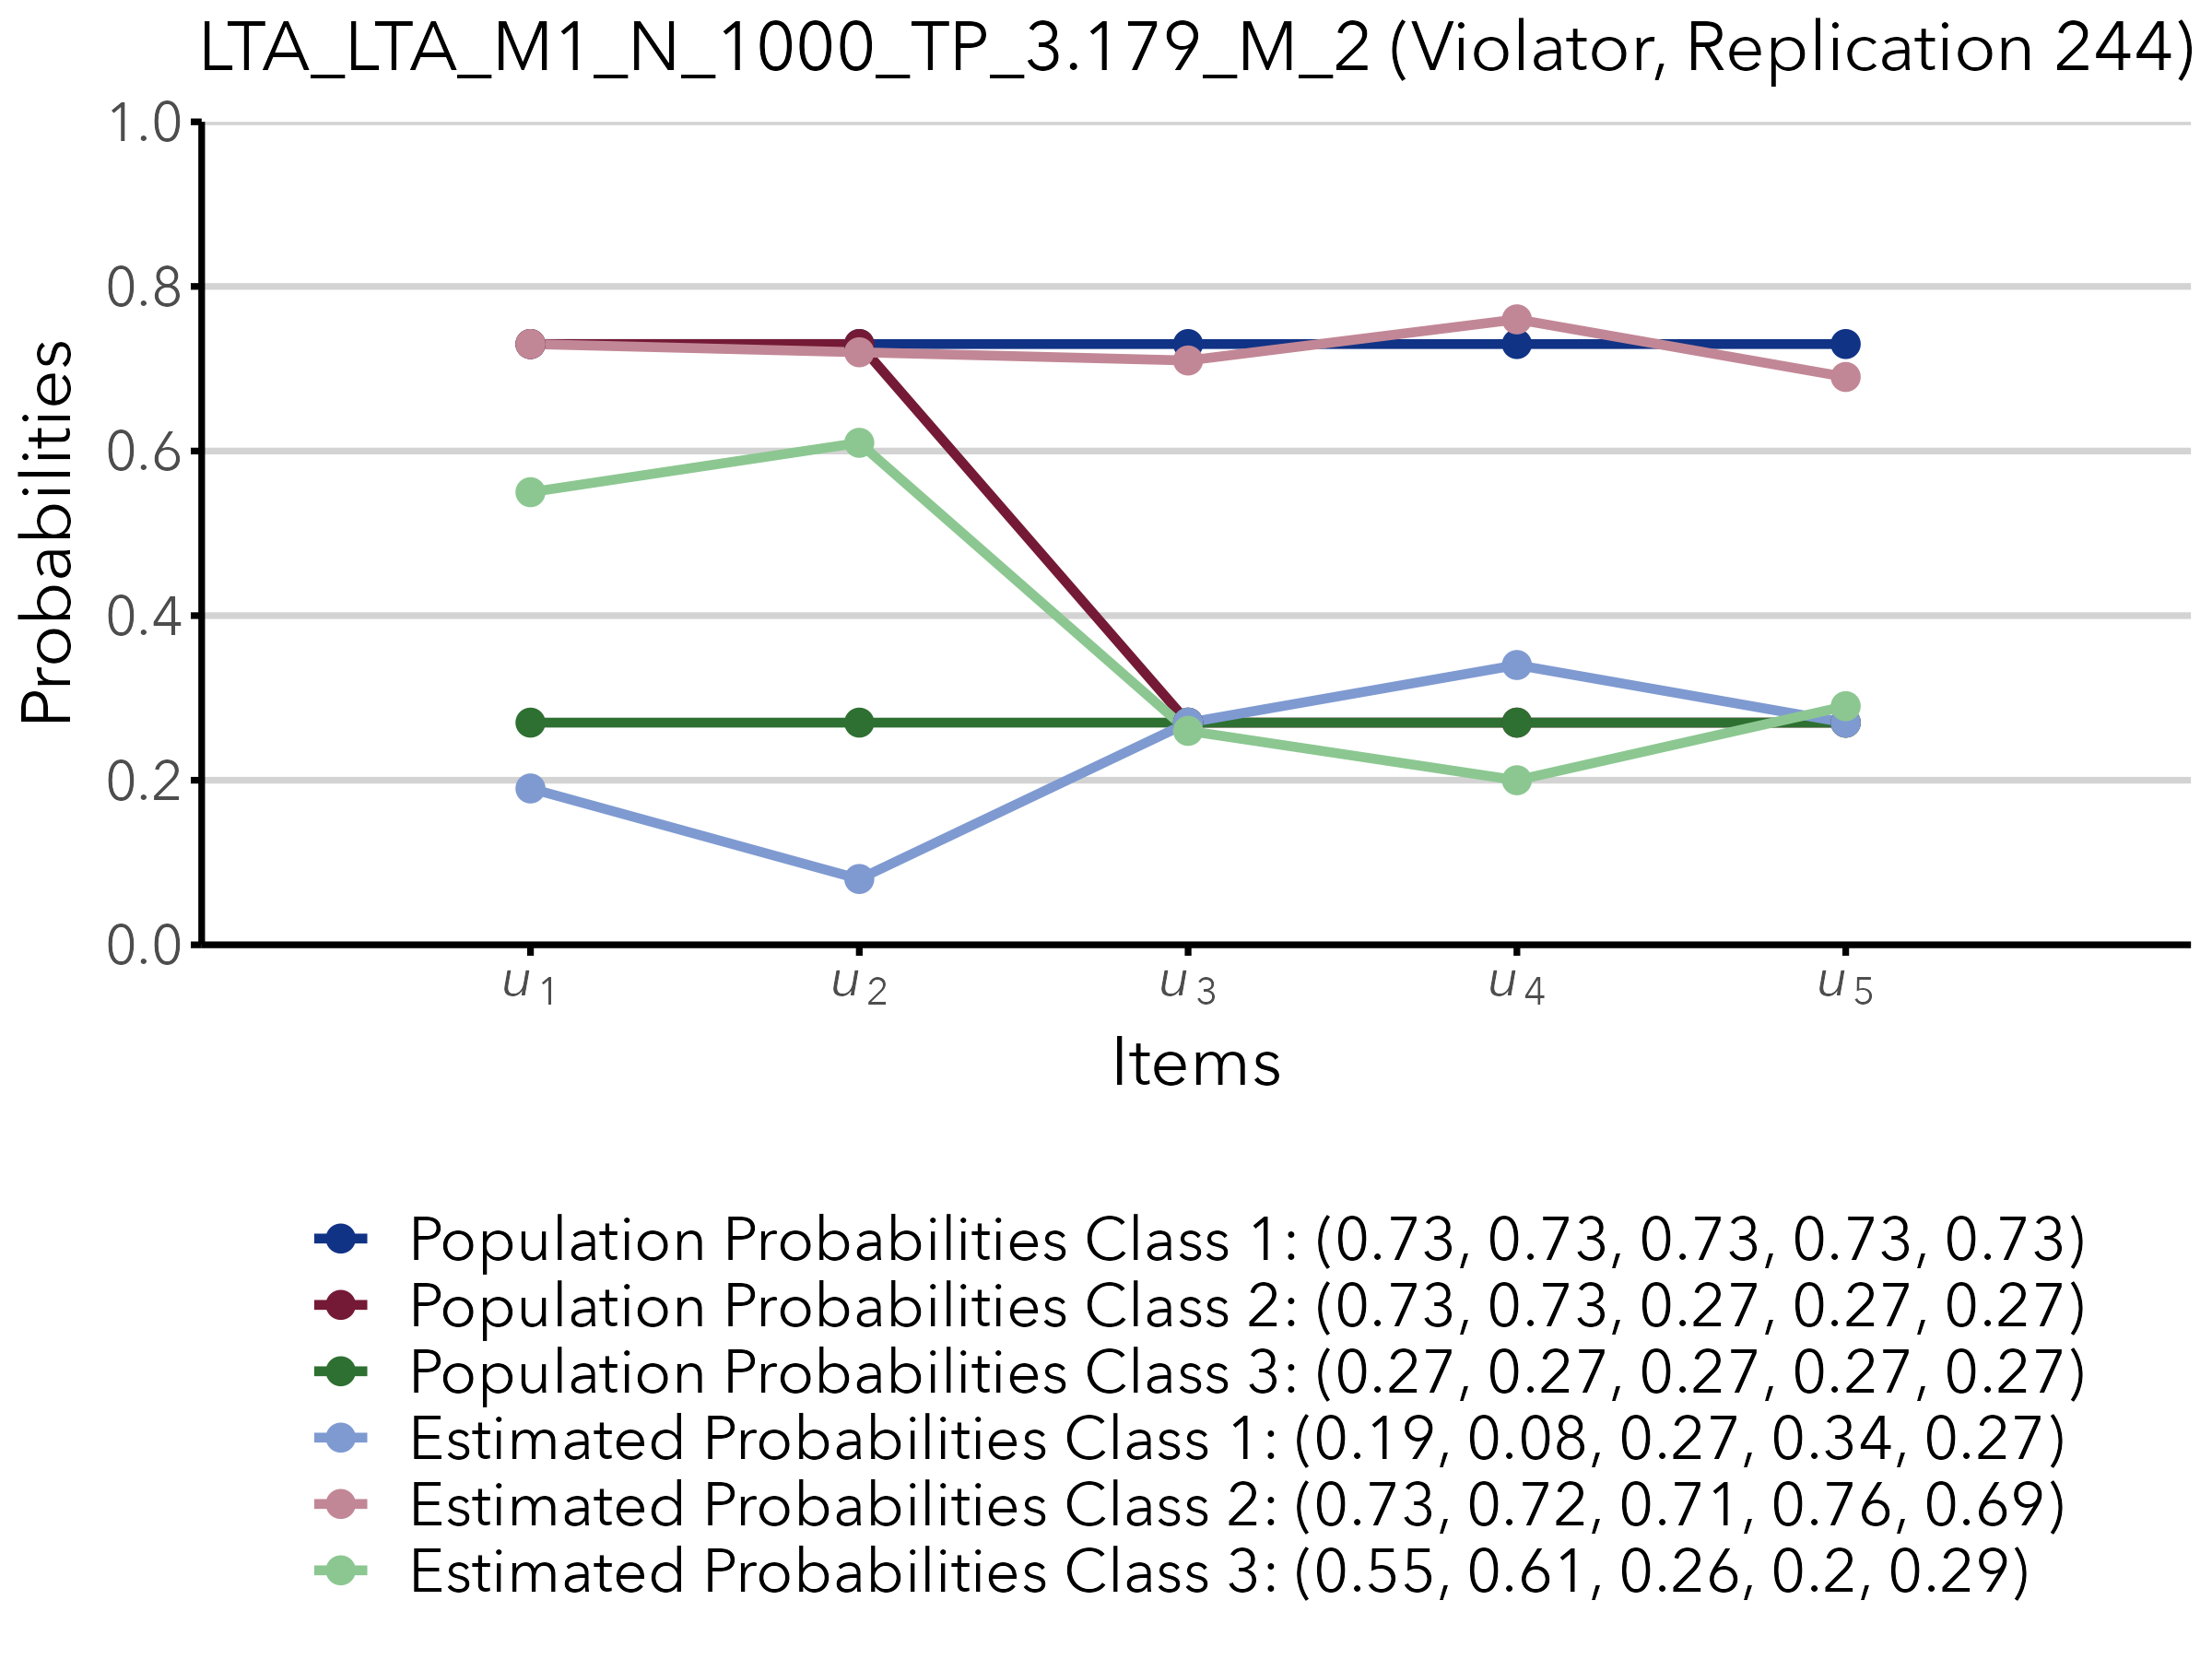 LTA_LTA_M1_N_1000_TP_3.179_M_2 (Violator, Replication 244)
Probabilities
1.0
0.8
0.6
0.4
0.2
0.0
u1 u2 u3 u4 u5
Items
Population Probabilities Class 1: (0.73, 0.73, 0.73, 0.73, 0.73)
Population Probabilities Class 2: (0.73, 0.73, 0.27, 0.27, 0.27)
Population Probabilities Class 3: (0.27, 0.27, 0.27, 0.27, 0.27)
Estimated Probabilities Class 1: (0.19, 0.08, 0.27, 0.34, 0.27)
Estimated Probabilities Class 2: (0.73, 0.72, 0.71, 0.76, 0.69)
Estimated Probabilities Class 3: (0.55, 0.61, 0.26, 0.2, 0.29)